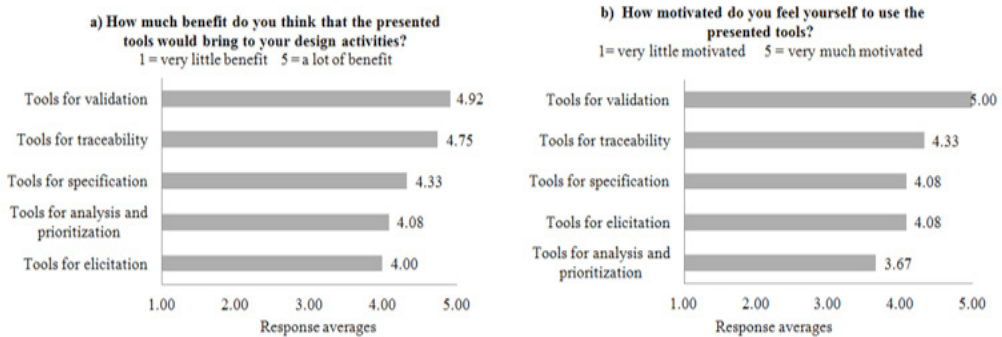 a) How much benefit do you think that the presented
tools would bring to your design activities?
1 = very little benefit 5 = a lot of benefit
Tools for validation 4.92
Tools for traceability 4.75
Tools for specification 4.33
Tools for analysis and
prioritization 4.08
Tools for elicitation 4.00
1.00 2.00 3.00 4.00 5.00
Response averages
b) How motivated do you feel yourself to use the
presented tools?
1= very little motivated 5 = very much motivated
Tools for validation 5.00
Tools for traceability 4.33
Tools for specification 4.08
Tools for elicitation 4.08
Tools for analysis and
prioritization 3.67
1.00 2.00 3.00 4.00 5.00
Response averages